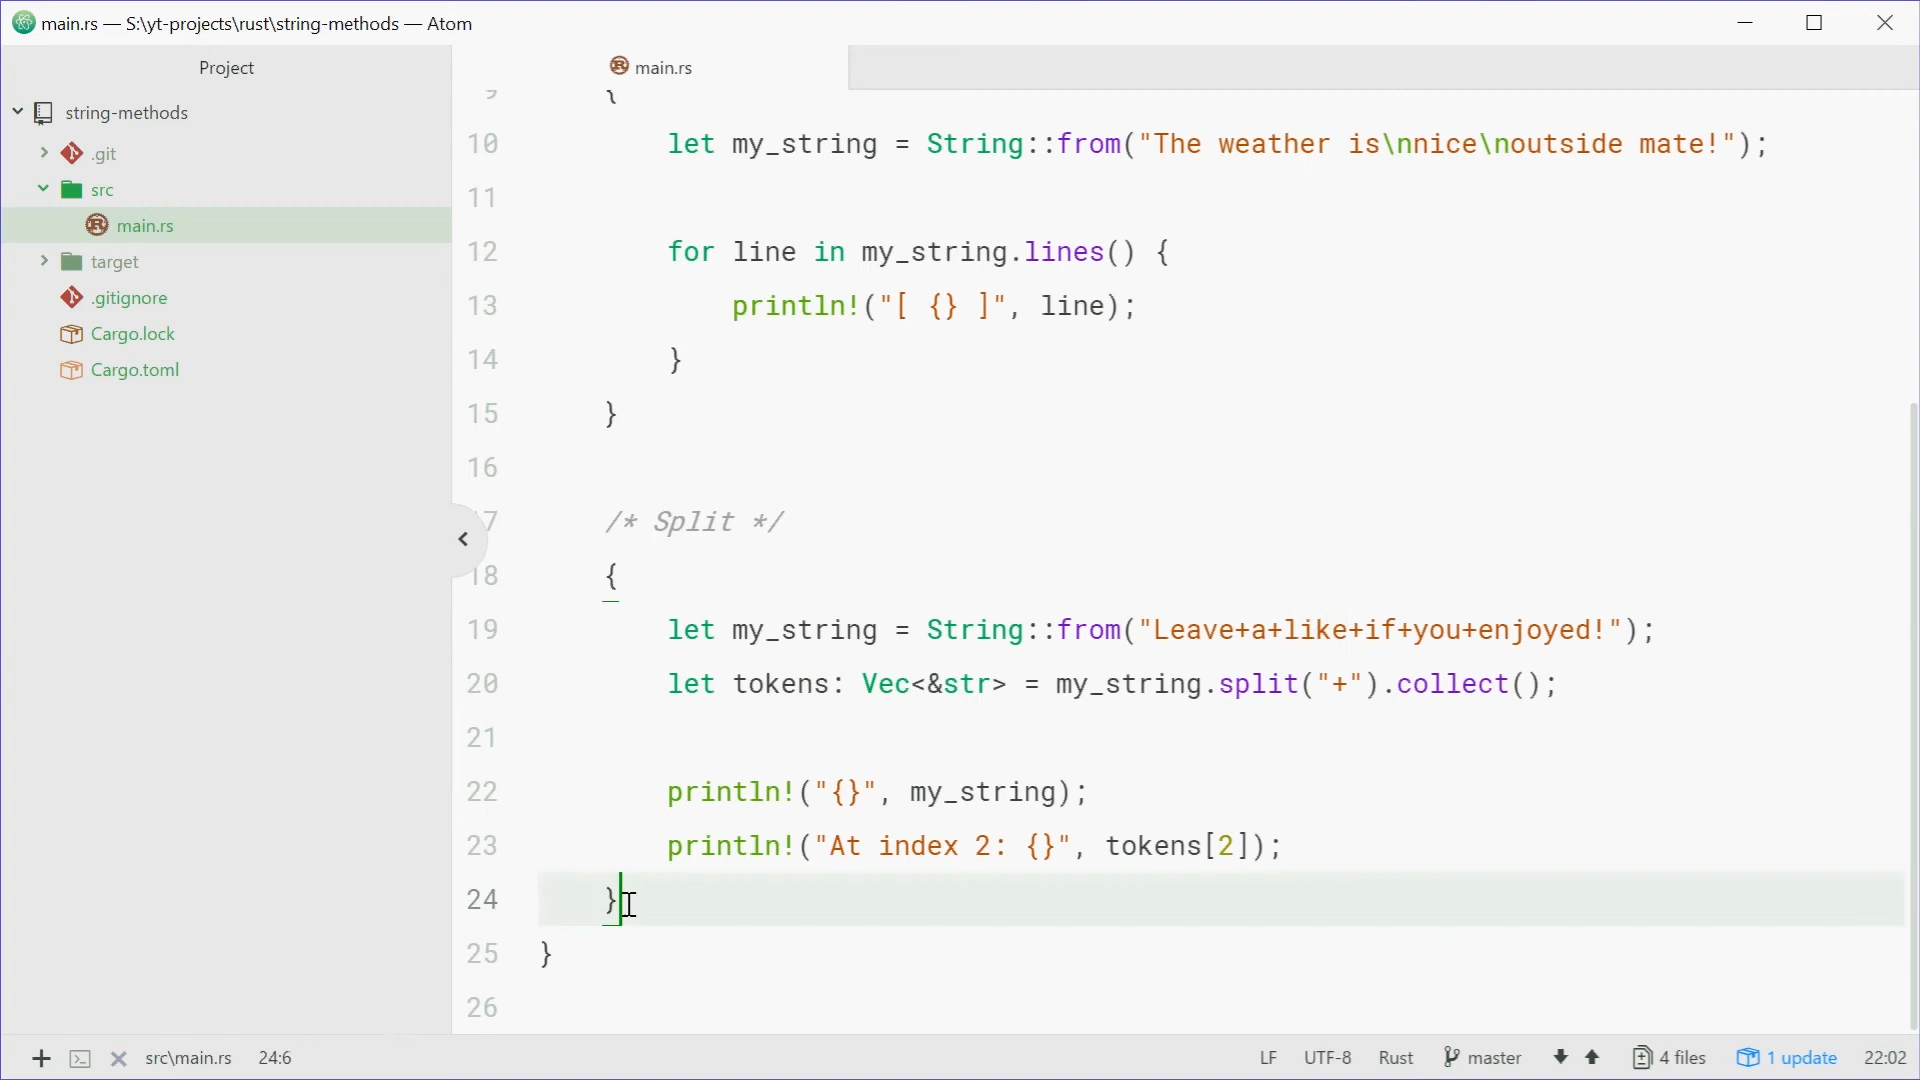 main.rs — S:\yt-projects\rust\string-methods — Atom
Project
string-methods
.git
src
main.rs
target
.gitignore
Cargo.lock
Cargo.toml
main.rs
9 {
10 let my_string = String::from("The weather is\nnice\noutside mate!");
11
12 for line in my_string.lines() {
13 println!("[ {} ]", line);
14 }
15 }
16
17 /* Split */
18 {
19 let my_string = String::from("Leave+a+like+if+you+enjoyed!");
20 let tokens: Vec<&str> = my_string.split("+").collect();
21
22 println!("{}", my_string);
23 println!("At index 2: {}", tokens[2]);
24 }
25 }
26
src\main.rs 24:6 LF UTF-8 Rust master 4 files 1 update 22:02